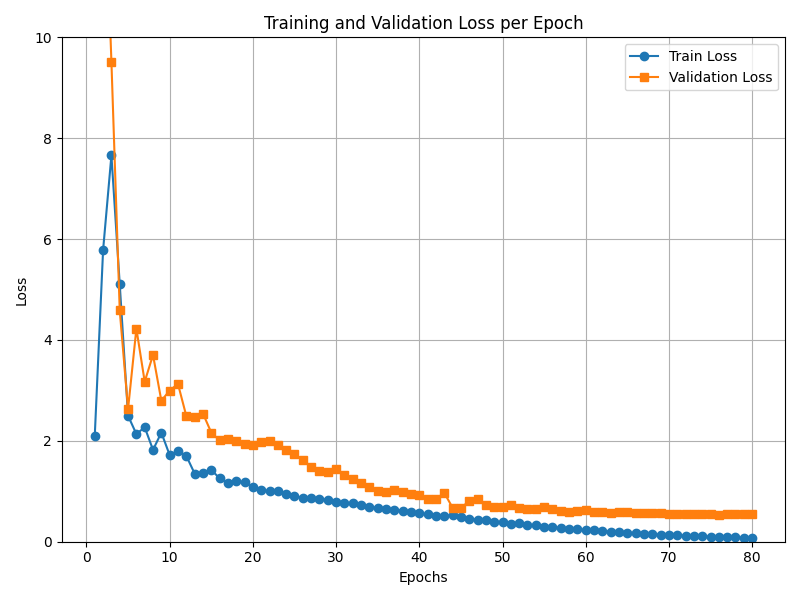 Training and Validation Loss per Epoch
Train Loss
Validation Loss
10
8
6
4
2
0
Loss
0 10 20 30 40 50 60 70 80
Epochs